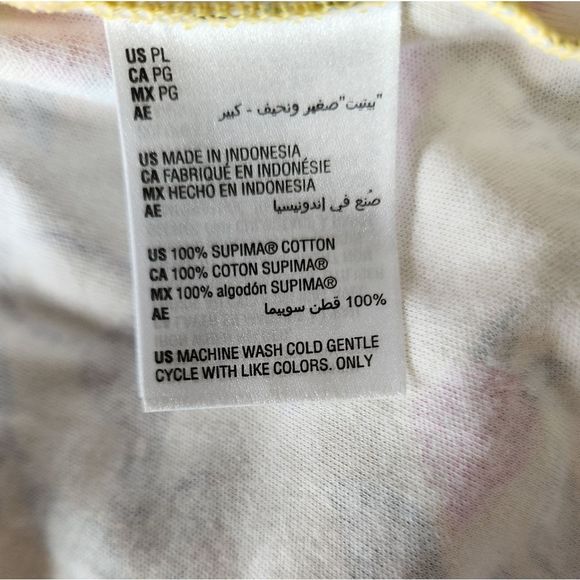 US PL
CA PG
MX PG
AE "بيتيت" صغير ونحيف - كبير
US MADE IN INDONESIA
CA FABRIQUÉ EN INDONÉSIE
MX HECHO EN INDONESIA
AE صُنع في إندونيسيا
US 100% SUPIMA® COTTON
CA 100% COTON SUPIMA®
MX 100% algodón SUPIMA®
AE 100% قطن سوبيما
US MACHINE WASH COLD GENTLE
CYCLE WITH LIKE COLORS. ONLY